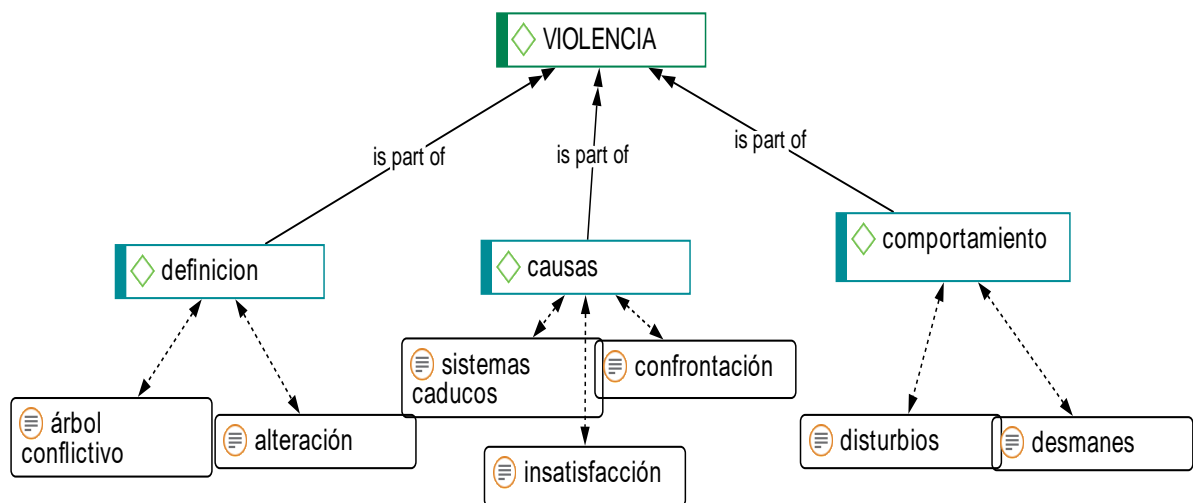 VIOLENCIA
is part of
is part of
is part of
definicion
causas
comportamiento
árbol
conflictivo
alteración
sistemas
caducos
insatisfacción
confrontación
disturbios
desmanes